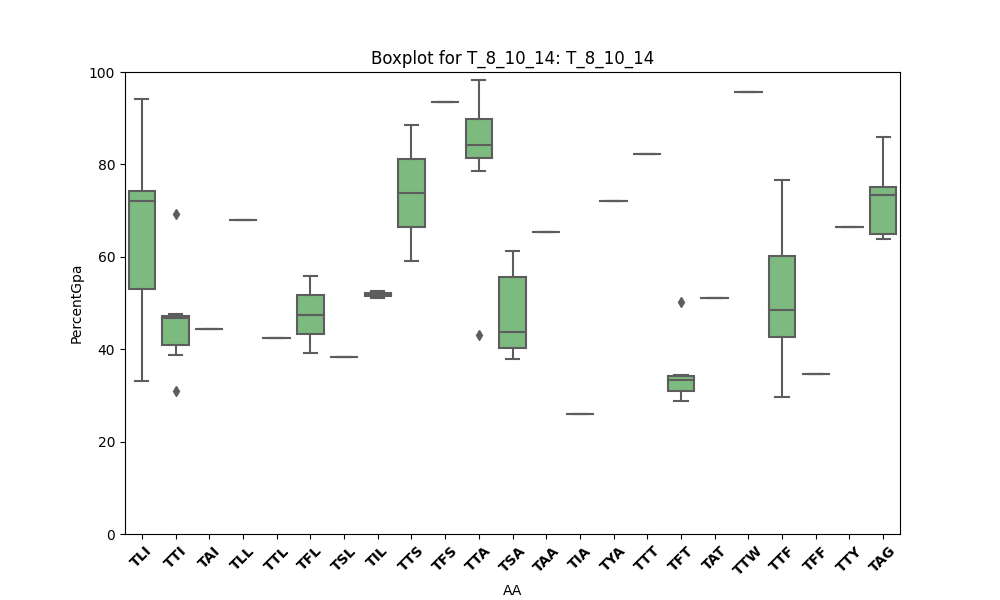 Boxplot for T_8_10_14: T_8_10_14
100
80
60
40
20
0
PercentGpa
TLI TTI TAI TLL TTL TFL TSL TIL TTS TFS TTA TSA TAA TIA TYA TTT TFT TAT TTW TTF TFF TTY TAG
AA